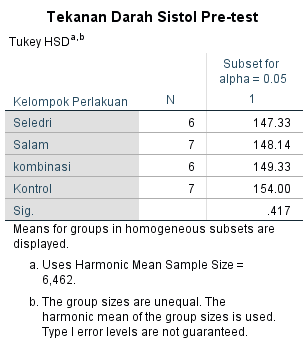 Tekanan Darah Sistol Pre-test
Tukey HSDa,b
Subset for
alpha = 0.05
Kelompok Perlakuan N 1
Seledri 6 147.33
Salam 7 148.14
kombinasi 6 149.33
Kontrol 7 154.00
Sig. .417
Means for groups in homogeneous subsets are
displayed.
a. Uses Harmonic Mean Sample Size =
6,462.
b. The group sizes are unequal. The
harmonic mean of the group sizes is used.
Type I error levels are not guaranteed.